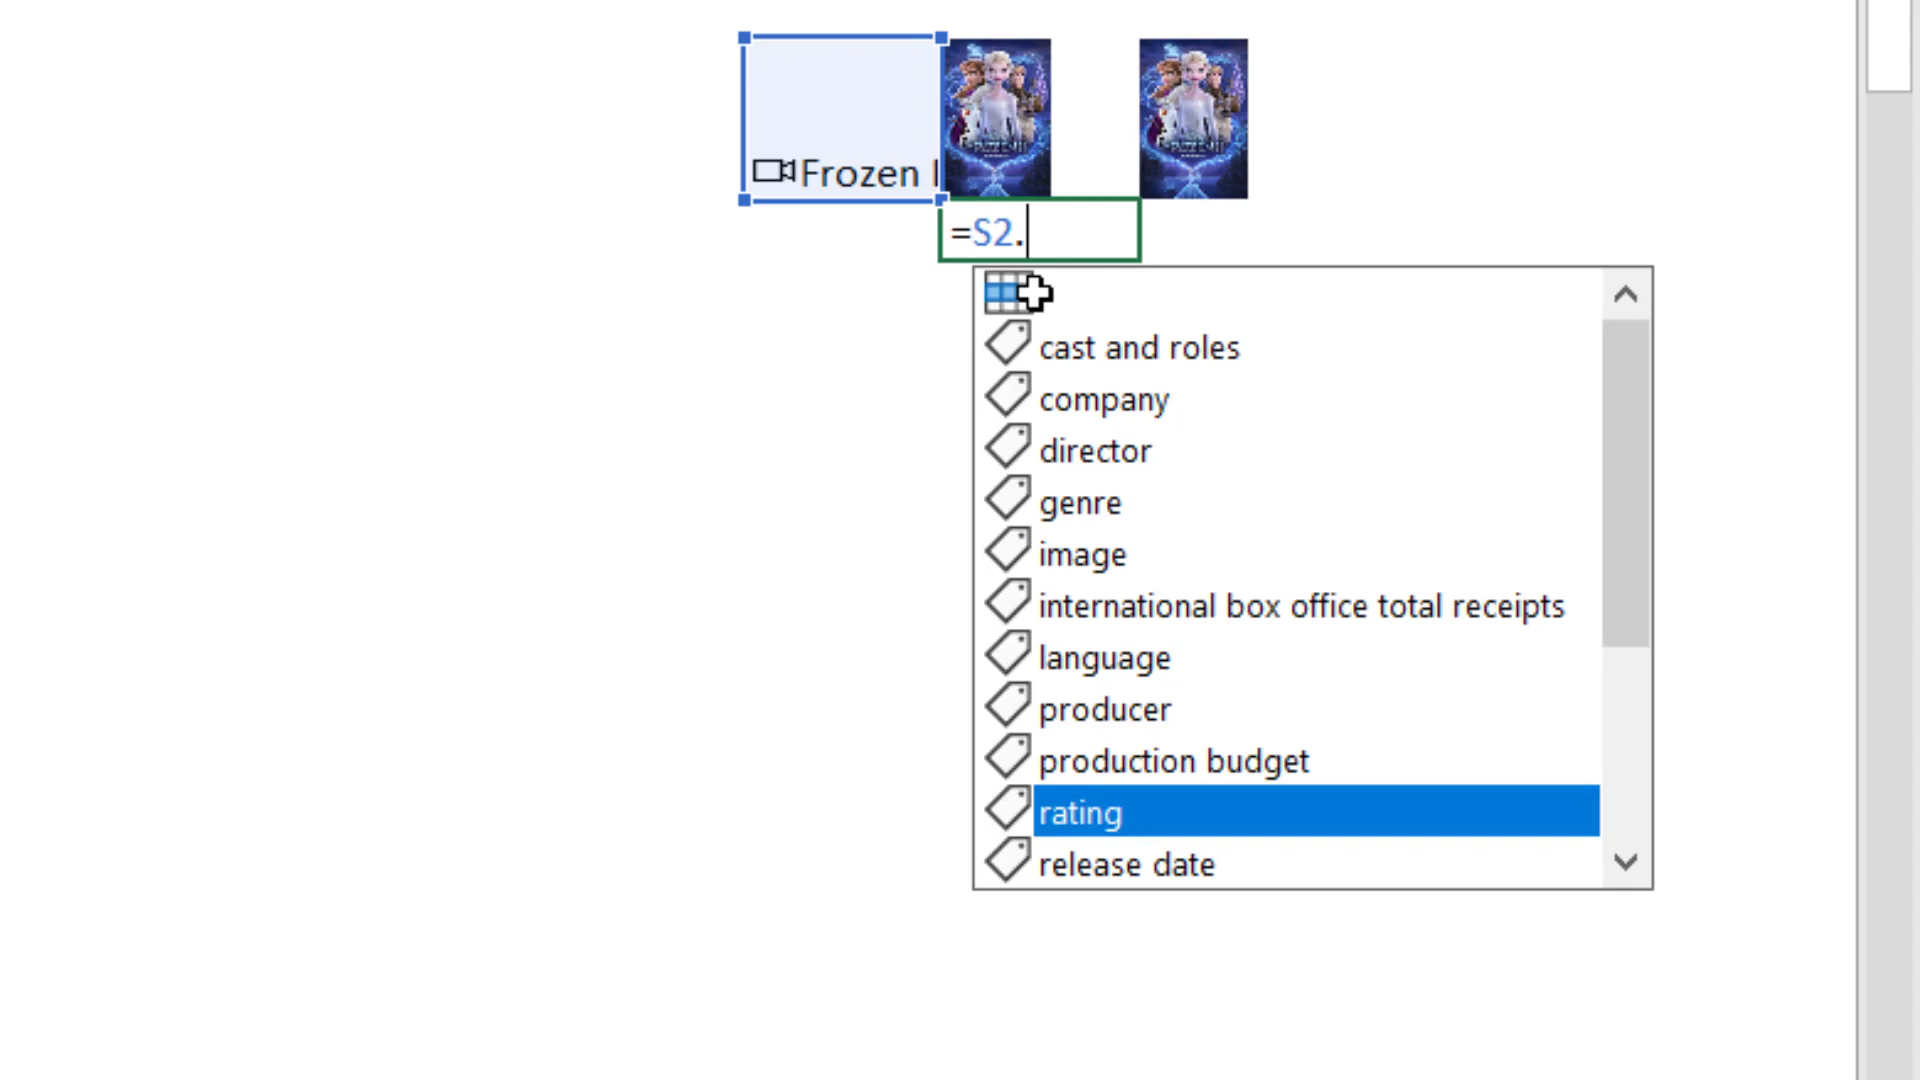 Frozen
=S2.
cast and roles
company
director
genre
image
international box office total receipts
language
producer
production budget
rating
release date